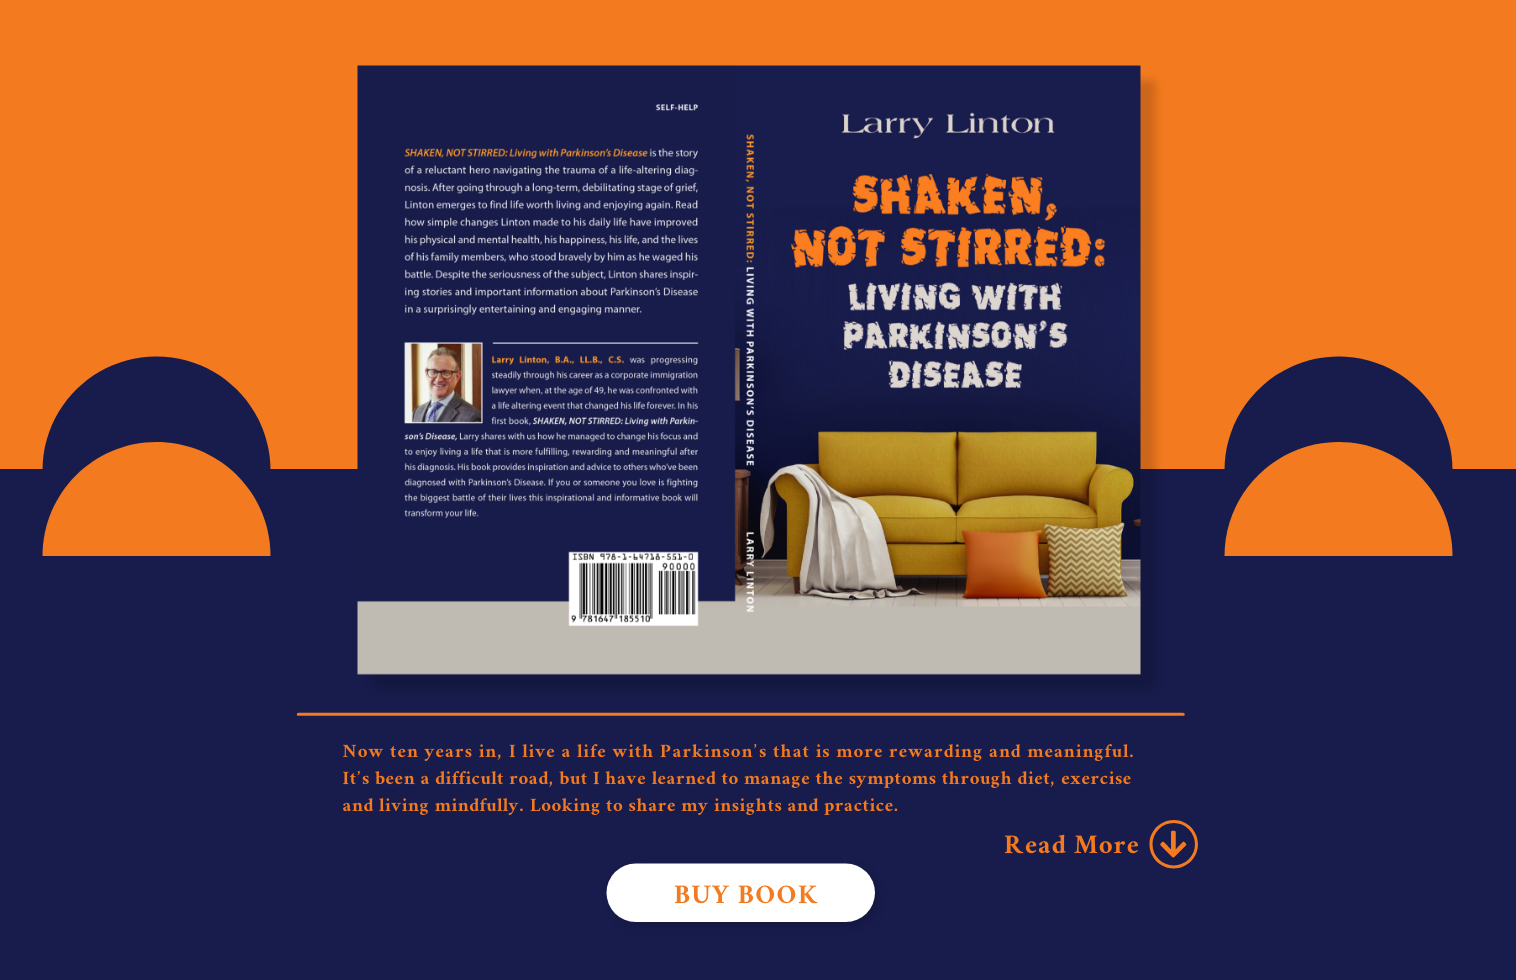 SELF-HELP
SHAKEN, NOT STIRRED: Living with Parkinson's Disease is the story
of a reluctant hero navigating the trauma of a life-altering diag-
nosis. After going through a long-term, debilitating stage of grief,
Linton emerges to find life worth living and enjoying again. Read
how simple changes Linton made to his daily life have improved
his physical and mental health, his happiness, his life, and the lives
of his family members, who stood bravely by him as he waged his
battle. Despite the seriousness of the subject, Linton shares inspir-
ing stories and important information about Parkinson's Disease
in a surprisingly entertaining and engaging manner.
Larry Linton, B.A., LL.B., C.S. was progressing
steadily through his career as a corporate immigration
lawyer when, at the age of 49, he was confronted with
a life altering event that changed his life forever. In his
first book, SHAKEN, NOT STIRRED: Living with Parkin-
son's Disease, Larry shares with us how he managed to change his focus and
to enjoy living a life that is more fulfilling, rewarding and meaningful after
his diagnosis. His book provides inspiration and advice to others who've been
diagnosed with Parkinson's Disease. If you or someone you love is fighting
the biggest battle of their lives this inspirational and informative book will
transform your life.
ISBN 978-1-64718-551-0
90000
9 781647 185510
SHAKEN, NOT STIRRED: LIVING WITH PARKINSON'S DISEASE
LARRY LINTON
Larry Linton
SHAKEN,
NOT STIRRED:
LIVING WITH
PARKINSON'S
DISEASE
Now ten years in, I live a life with Parkinson's that is more rewarding and meaningful.
It's been a difficult road, but I have learned to manage the symptoms through diet, exercise
and living mindfully. Looking to share my insights and practice.
Read More
BUY BOOK